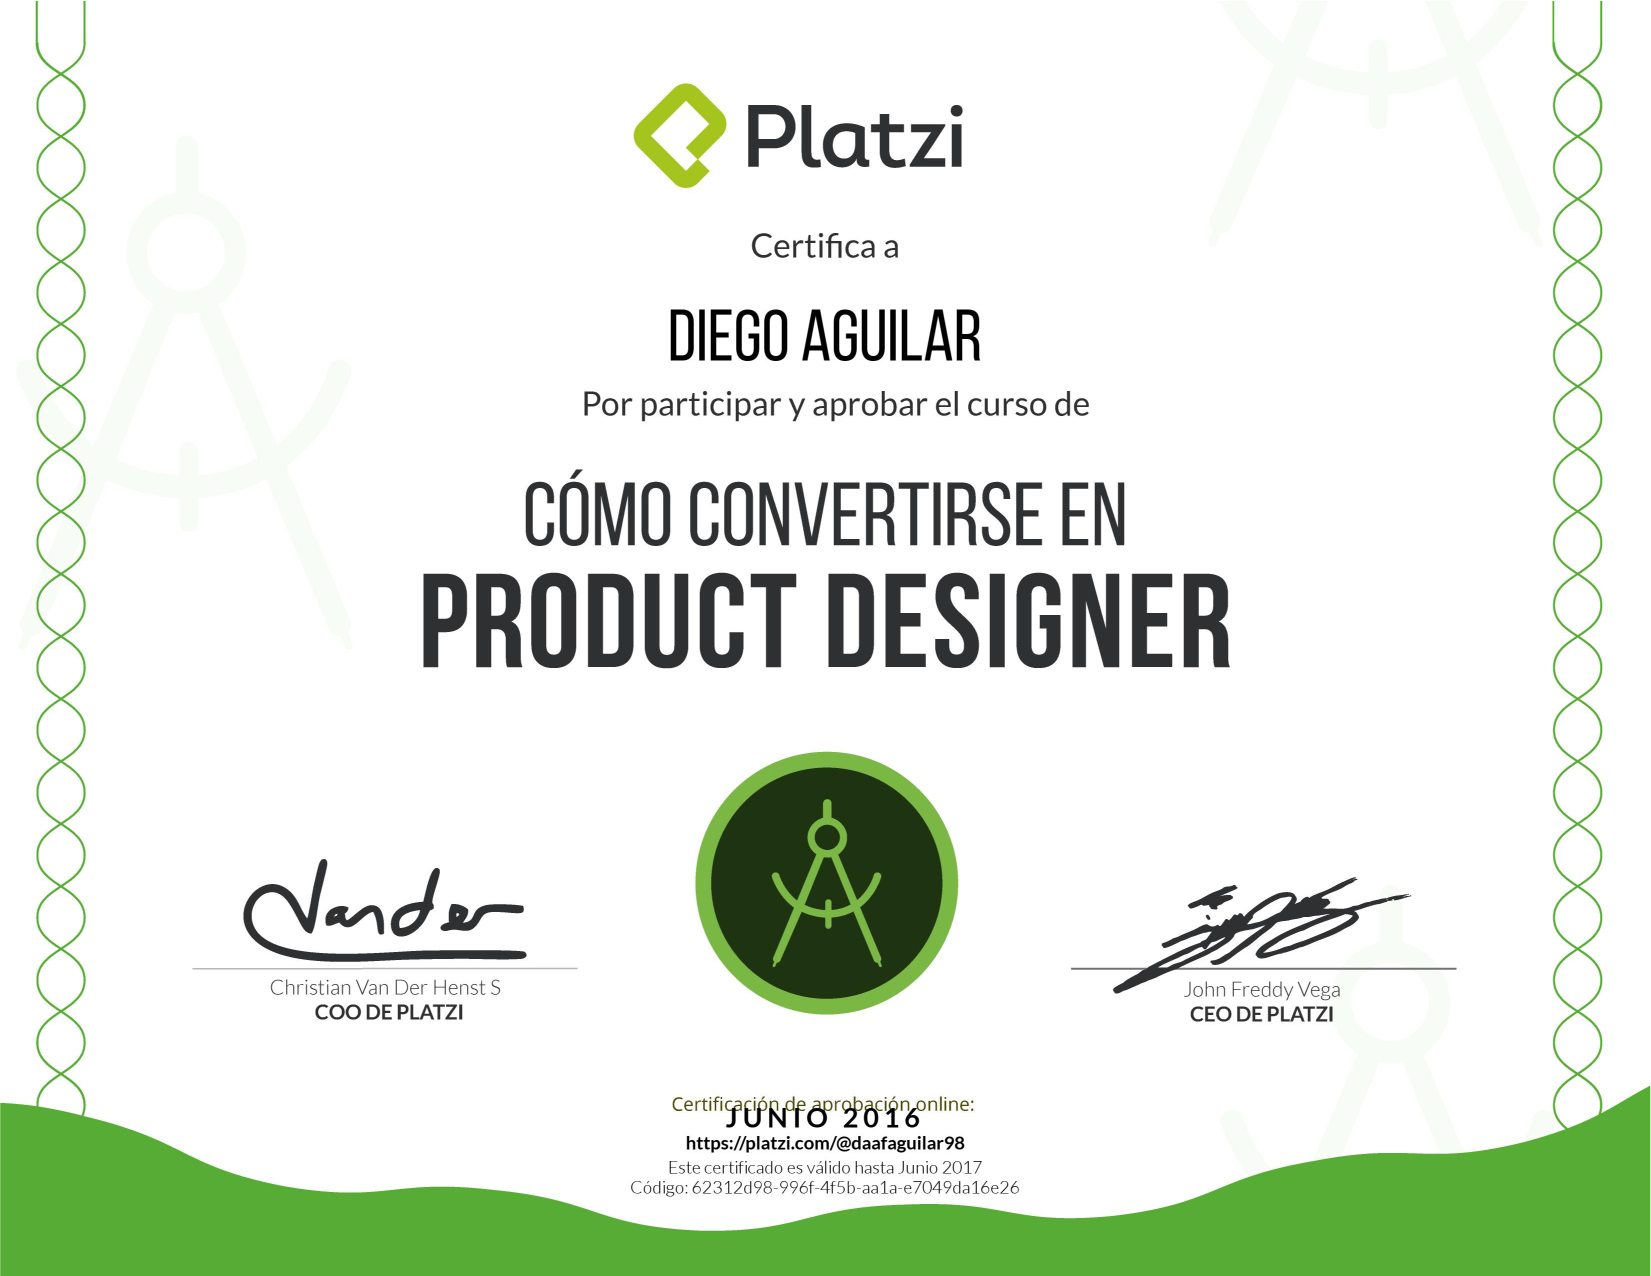 Platzi
Certifica a
DIEGO AGUILAR
Por participar y aprobar el curso de
CÓMO CONVERTIRSE EN
PRODUCT DESIGNER
Vander
Christian Van Der Henst S
COO DE PLATZI
John Freddy Vega
CEO DE PLATZI
Certificación de aprobación online:
JUNIO 2016
https://platzi.com/@daafaguilar98
Este certificado es válido hasta Junio 2017
Código: 62312d98-996f-4f5b-aa1a-e7049da16e26